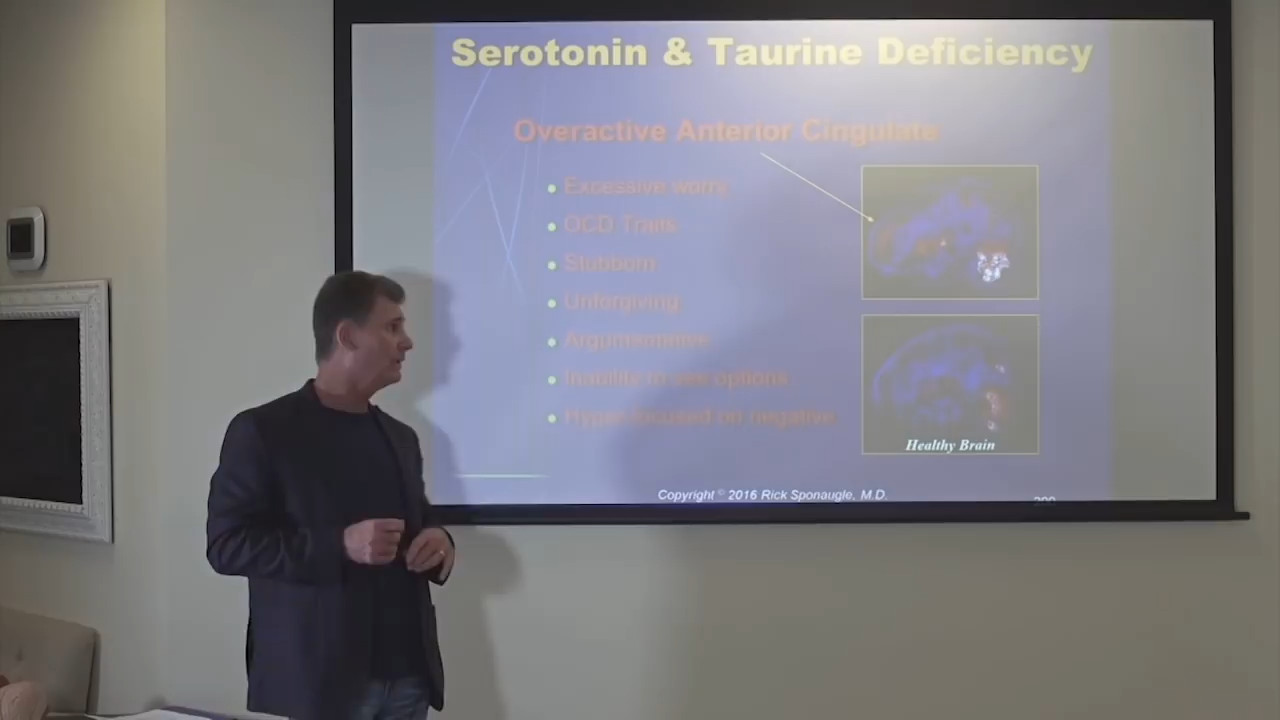 Serotonin & Taurine Deficiency
Overactive Anterior Cingulate
Excessive worry
OCD Traits
Stubborn
Unforgiving
Argumentative
Inability to see options
Hyper-focused on negative
Healthy Brain
Copyright © 2016 Rick Sponaugle, M.D.